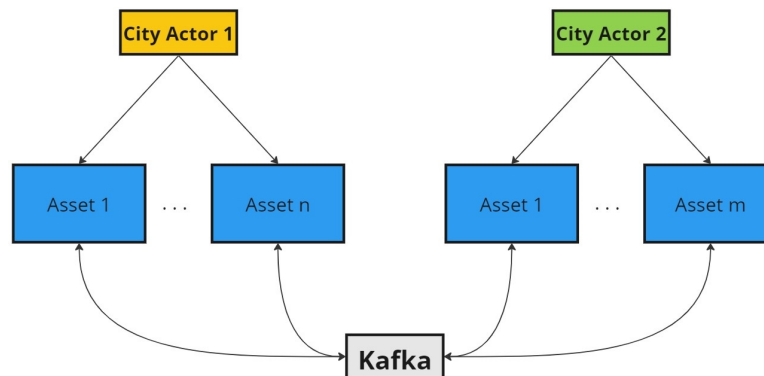 City Actor 1
City Actor 2
Asset 1
. . .
Asset n
Asset 1
. . .
Asset m
Kafka